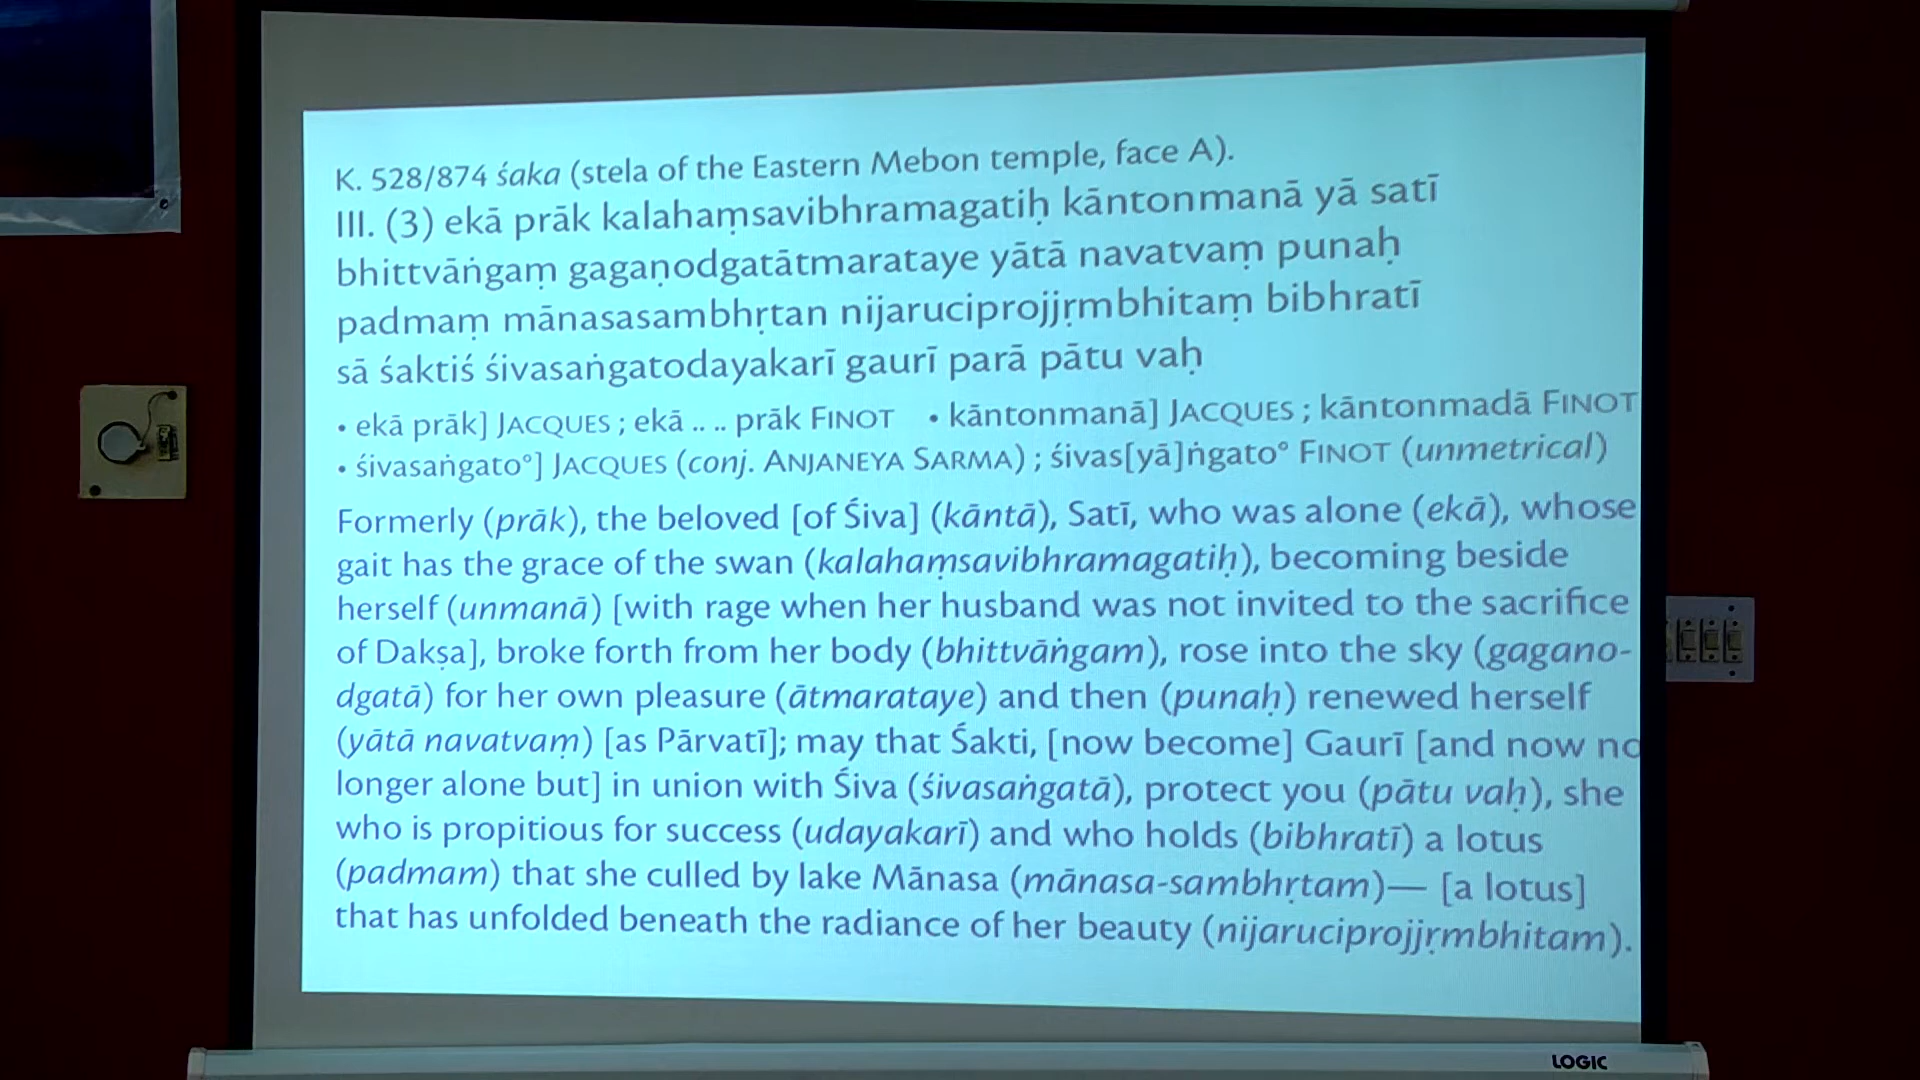 K. 528/874 śaka (stela of the Eastern Mebon temple, face A).
III. (3) ekā prāk kalahaṃsavibhramagatiḥ kāntonmanā yā satī
bhittvāṅgaṃ gagaṇodgatātmarataye yātā navatvaṃ punaḥ
padmaṃ mānasasambhṛtan nijaruciprojjṛmbhitaṃ bibhratī
sā śaktiś śivasaṅgatodayakarī gaurī parā pātu vaḥ
• ekā prāk] JACQUES ; ekā .. .. prāk FINOT • kāntonmanā] JACQUES ; kāntonmadā FINOT
• śivasaṅgato°] JACQUES (conj. ANJANEYA SARMA) ; śivas[yā]ṅgato° FINOT (unmetrical)
Formerly (prāk), the beloved [of Śiva] (kāntā), Satī, who was alone (ekā), whose
gait has the grace of the swan (kalahaṃsavibhramagatiḥ), becoming beside
herself (unmanā) [with rage when her husband was not invited to the sacrifice
of Dakṣa], broke forth from her body (bhittvāṅgam), rose into the sky (gagano-
dgatā) for her own pleasure (ātmarataye) and then (punaḥ) renewed herself
(yātā navatvaṃ) [as Pārvatī]; may that Śakti, [now become] Gaurī [and now no
longer alone but] in union with Śiva (śivasaṅgatā), protect you (pātu vaḥ), she
who is propitious for success (udayakarī) and who holds (bibhratī) a lotus
(padmam) that she culled by lake Mānasa (mānasa-sambhṛtam)— [a lotus]
that has unfolded beneath the radiance of her beauty (nijaruciprojjṛmbhitam).
LOGIC